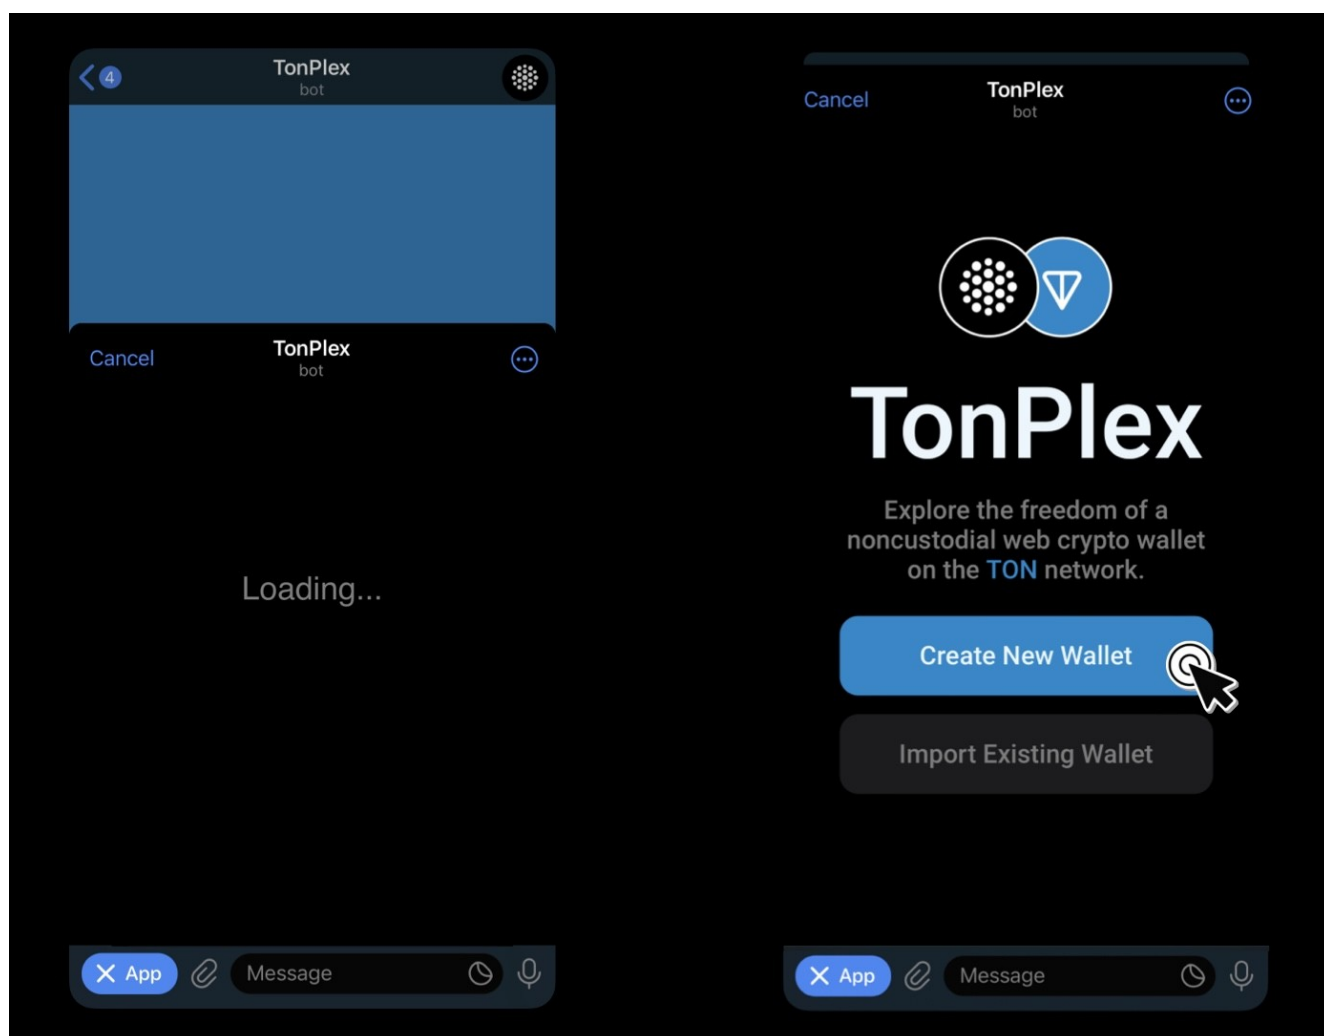 4
TonPlex
bot
Cancel
TonPlex
bot
Loading...
App
Message
Cancel
TonPlex
bot
TonPlex
Explore the freedom of a
noncustodial web crypto wallet
on the TON network.
Create New Wallet
Import Existing Wallet
App
Message